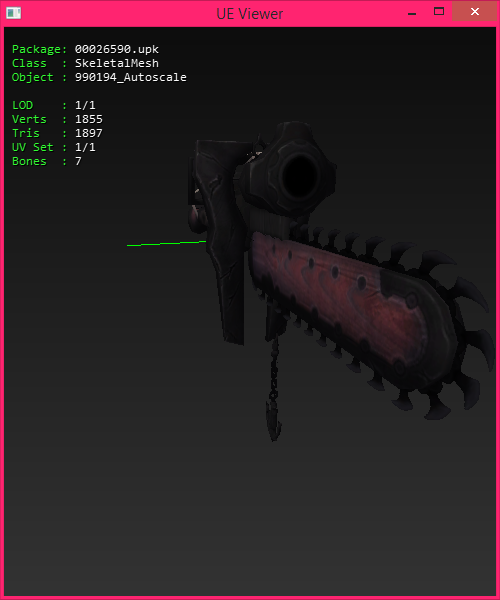 UE Viewer
Package: 00026590.upk
Class : SkeletalMesh
Object : 990194_Autoscale
LOD : 1/1
Verts : 1855
Tris : 1897
UV Set : 1/1
Bones : 7